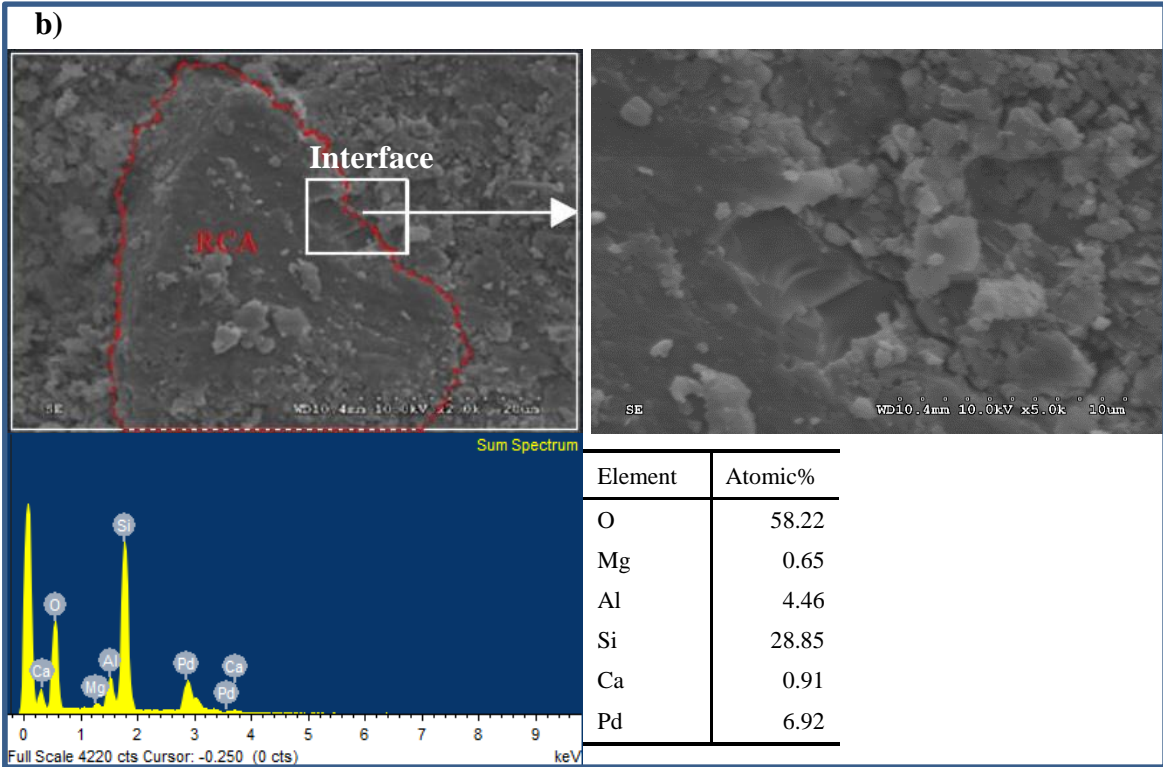 b)
Interface
RCA
SE WD10.4mm 10.0kV x2.0k 20um
SE WD10.4mm 10.0kV x5.0k 10um
Sum Spectrum
Si
O
Ca
Mg
Al
Pd
Pd
Ca
0 1 2 3 4 5 6 7 8 9
Full Scale 4220 cts Cursor: -0.250 (0 cts) keV
Element Atomic%
O 58.22
Mg 0.65
Al 4.46
Si 28.85
Ca 0.91
Pd 6.92